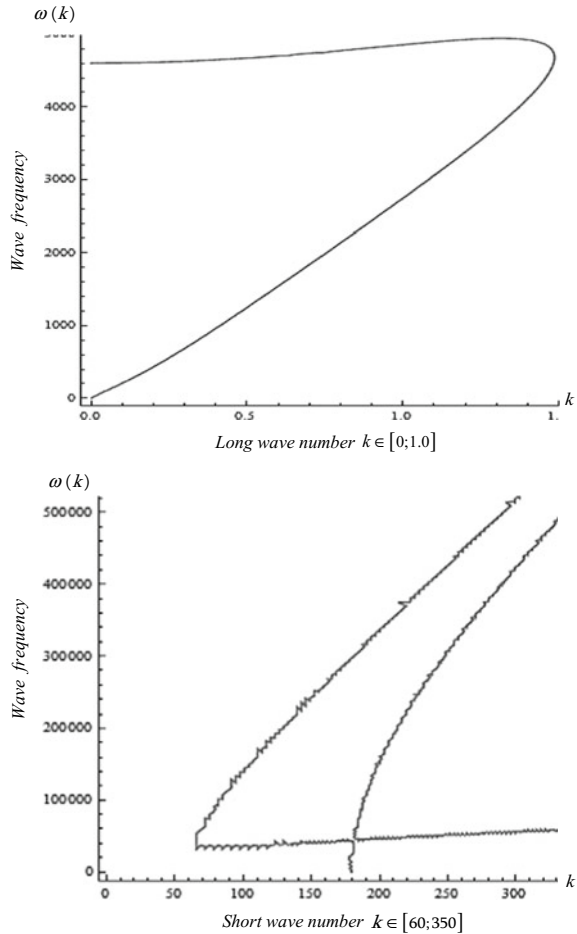 ω(k)
5000
4000
3000
2000
1000
0
Wave frequency
0.0 0.5 1.0 1. k
Long wave number k ∈ [0;1.0]
ω(k)
500000
400000
300000
200000
100000
0
Wave frequency
0 50 100 150 200 250 300 k
Short wave number k ∈ [60;350]